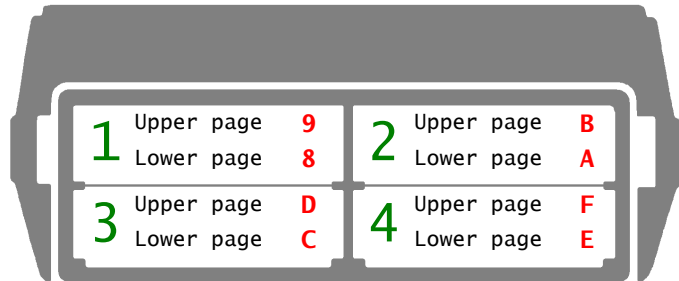 1 Upper page 9
Lower page 8
2 Upper page B
Lower page A
3 Upper page D
Lower page C
4 Upper page F
Lower page E